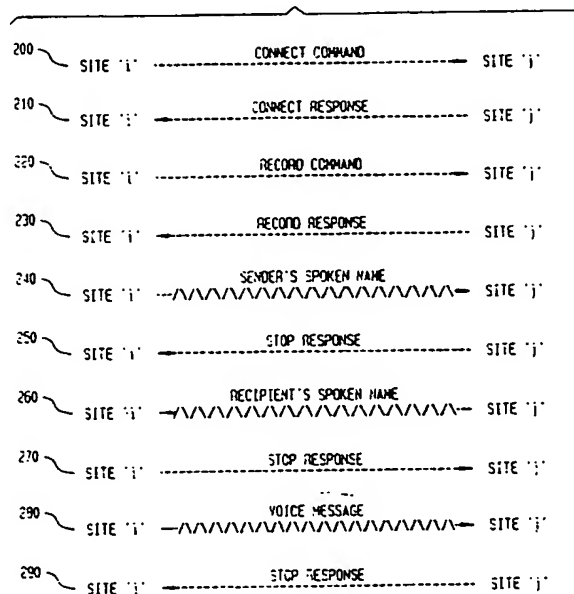 CONNECT COMMAND
200 SITE 'i' SITE 'j'
CONNECT RESPONSE
210 SITE 'i' SITE 'j'
RECORD COMMAND
220 SITE 'i' SITE 'j'
RECORD RESPONSE
230 SITE 'i' SITE 'j'
SENDER'S SPOKEN NAME
240 SITE 'i' SITE 'j'
STOP RESPONSE
250 SITE 'i' SITE 'j'
RECIPIENT'S SPOKEN NAME
260 SITE 'i' SITE 'j'
STOP RESPONSE
270 SITE 'i' SITE 'j'
VOICE MESSAGE
290 SITE 'i' SITE 'j'
STOP RESPONSE
290 SITE 'i' SITE 'j'